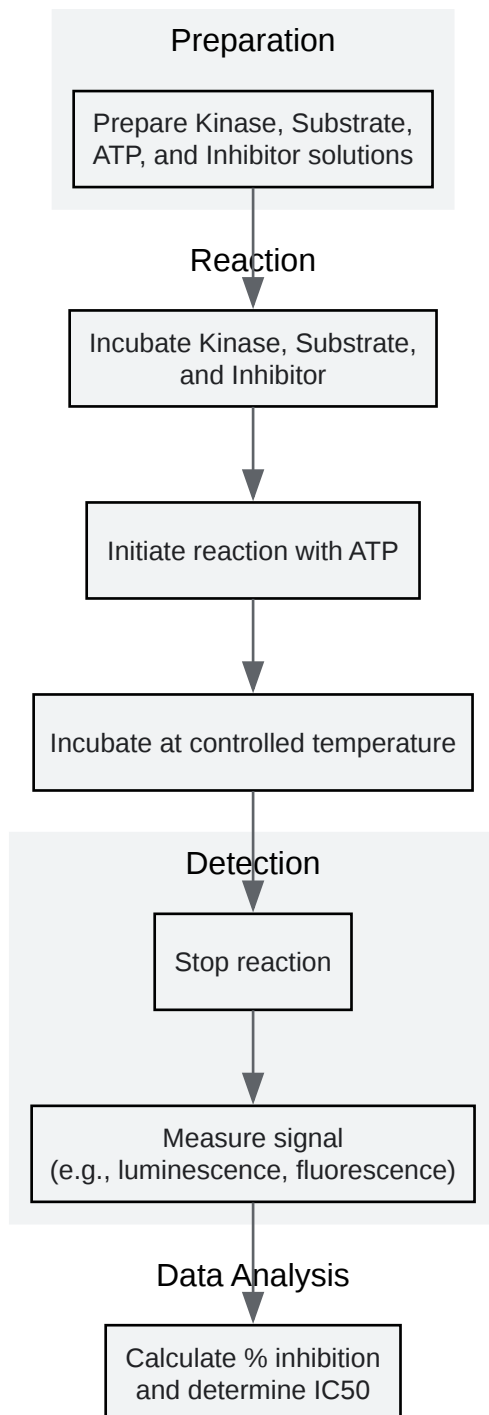 Preparation
Prepare Kinase, Substrate,
ATP, and Inhibitor solutions
Reaction
Incubate Kinase, Substrate,
and Inhibitor
Initiate reaction with ATP
Incubate at controlled temperature
Detection
Stop reaction
Measure signal
(e.g., luminescence, fluorescence)
Data Analysis
Calculate % inhibition
and determine IC50